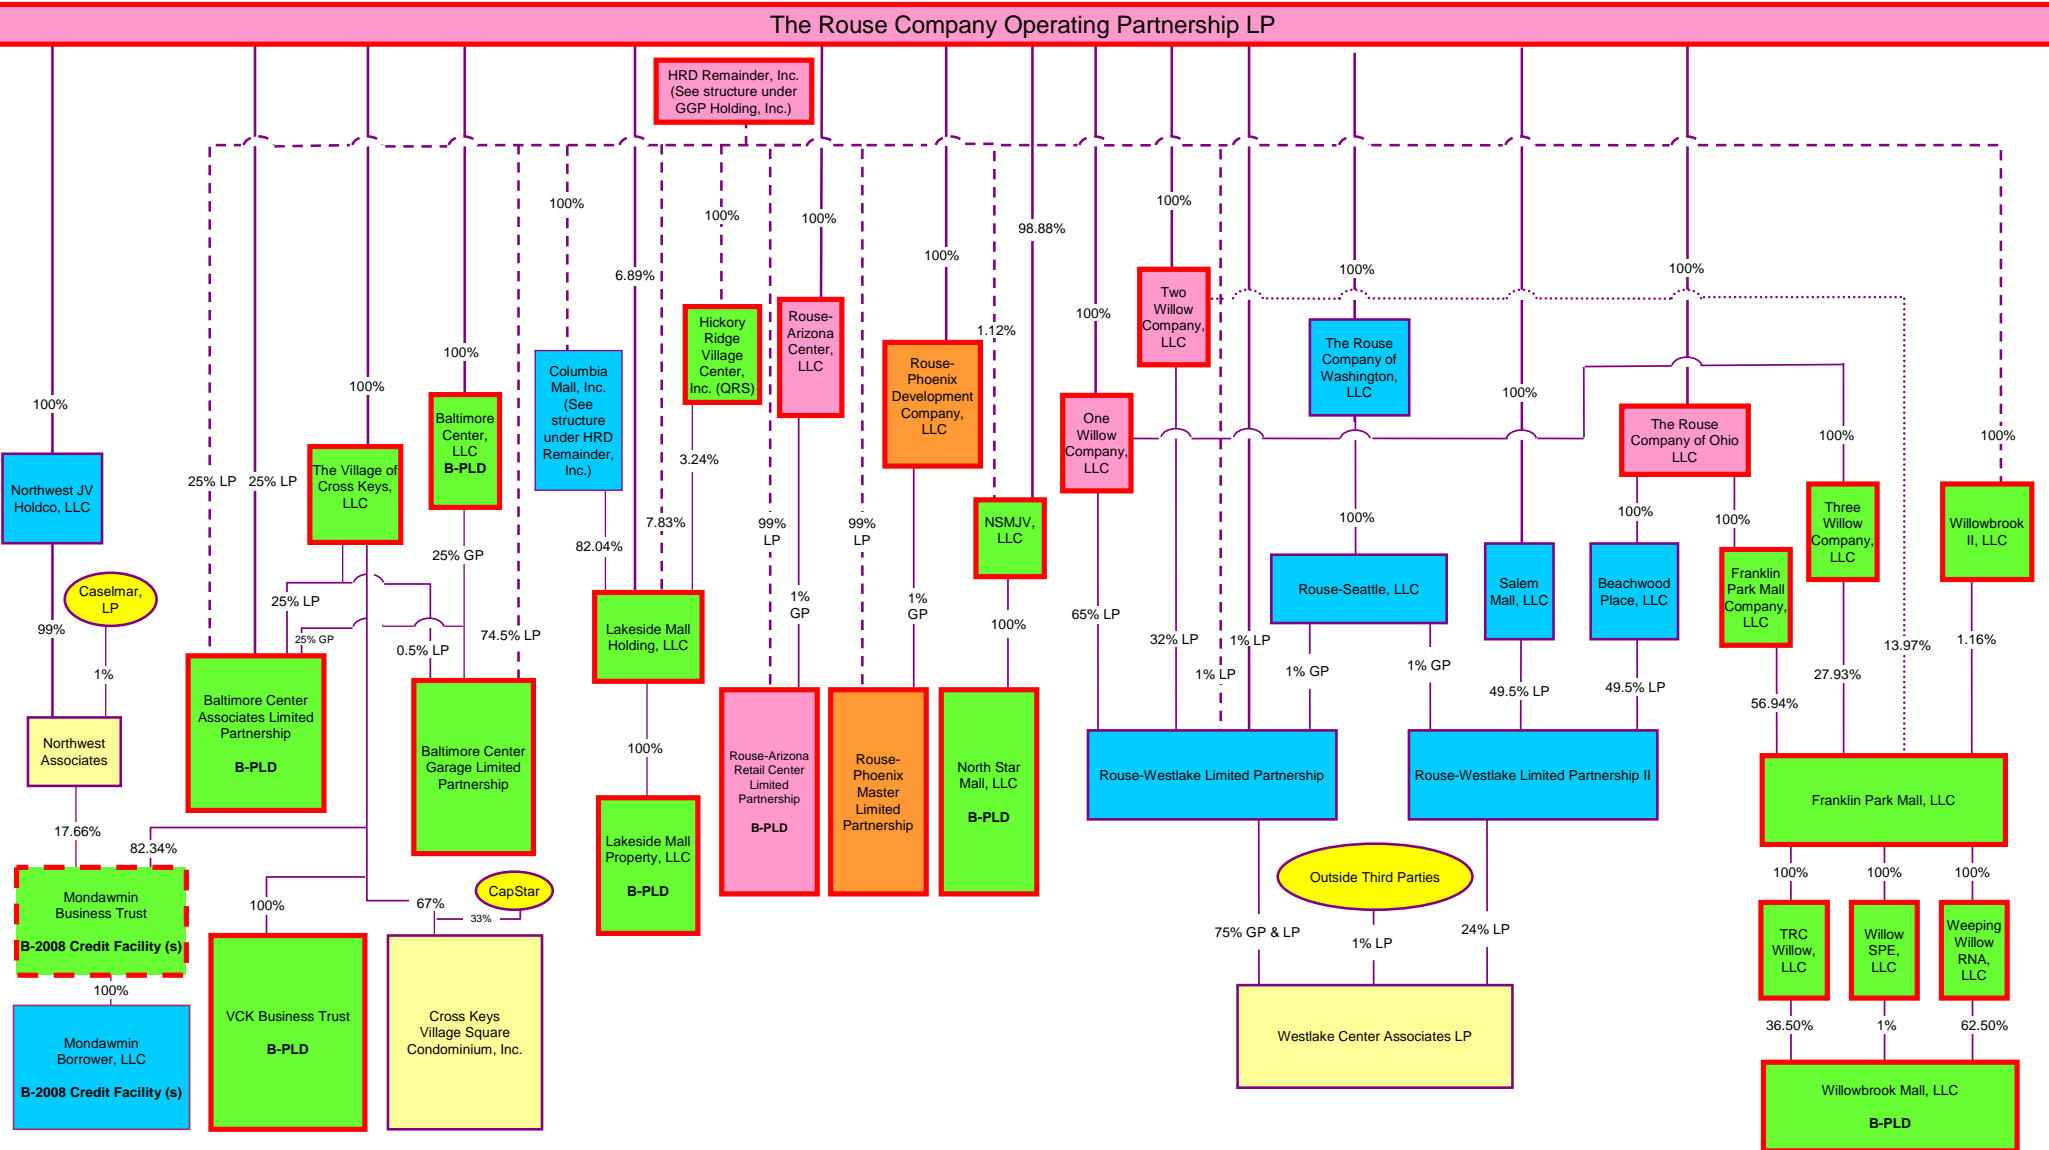 The Rouse Company Operating Partnership LP
HRD Remainder, Inc.
(See structure under
GGP Holding, Inc.)
100%
100%
100%
100%
98.88%
100%
6.89%
100%
100%
100%
1.12%
100%
100%
100%
100%
100%
100%
100%
25% LP
25% LP
Two
Willow
Company,
LLC
Hickory
Ridge
Village
Center,
Inc. (QRS)
Rouse-
Arizona
Center,
LLC
The Rouse
Company of
Washington,
LLC
Rouse-
Phoenix
Development
Company,
LLC
Columbia
Mall, Inc.
(See
structure
under HRD
Remainder,
Inc.)
Baltimore
Center,
LLC
B-PLD
One
Willow
Company,
LLC
The Rouse
Company of Ohio
LLC
The Village of
Cross Keys,
LLC
Northwest JV
Holdco, LLC
3.24%
7.83%
99%
LP
99%
LP
NSMJV,
LLC
100%
100%
100%
Three
Willow
Company,
LLC
Willowbrook
II, LLC
25% GP
82.04%
Caselmar,
LP
99%
1%
25% LP
25% GP
0.5% LP
74.5% LP
Lakeside Mall
Holding, LLC
1%
GP
1%
GP
100%
65% LP
32% LP
1% LP
1% LP
Rouse-Seattle, LLC
Salem
Mall, LLC
Beachwood
Place, LLC
Franklin
Park Mall
Company,
LLC
1% GP
1% GP
49.5% LP
49.5% LP
56.94%
27.93%
13.97%
1.16%
Northwest
Associates
Baltimore Center
Associates Limited
Partnership
B-PLD
Baltimore Center
Garage Limited
Partnership
100%
Rouse-Arizona
Retail Center
Limited
Partnership
B-PLD
Rouse-
Phoenix
Master
Limited
Partnership
North Star
Mall, LLC
B-PLD
Rouse-Westlake Limited Partnership
Rouse-Westlake Limited Partnership II
Franklin Park Mall, LLC
17.66%
82.34%
Lakeside Mall
Property, LLC
B-PLD
Mondawmin
Business Trust
B-2008 Credit Facility (s)
100%
67%
33%
CapStar
Outside Third Parties
75% GP & LP
1% LP
24% LP
100%
100%
100%
TRC
Willow,
LLC
Willow
SPE,
LLC
Weeping
Willow
RNA,
LLC
100%
Mondawmin
Borrower, LLC
B-2008 Credit Facility (s)
VCK Business Trust
B-PLD
Cross Keys
Village Square
Condominium, Inc.
Westlake Center Associates LP
36.50%
1%
62.50%
Willowbrook Mall, LLC
B-PLD